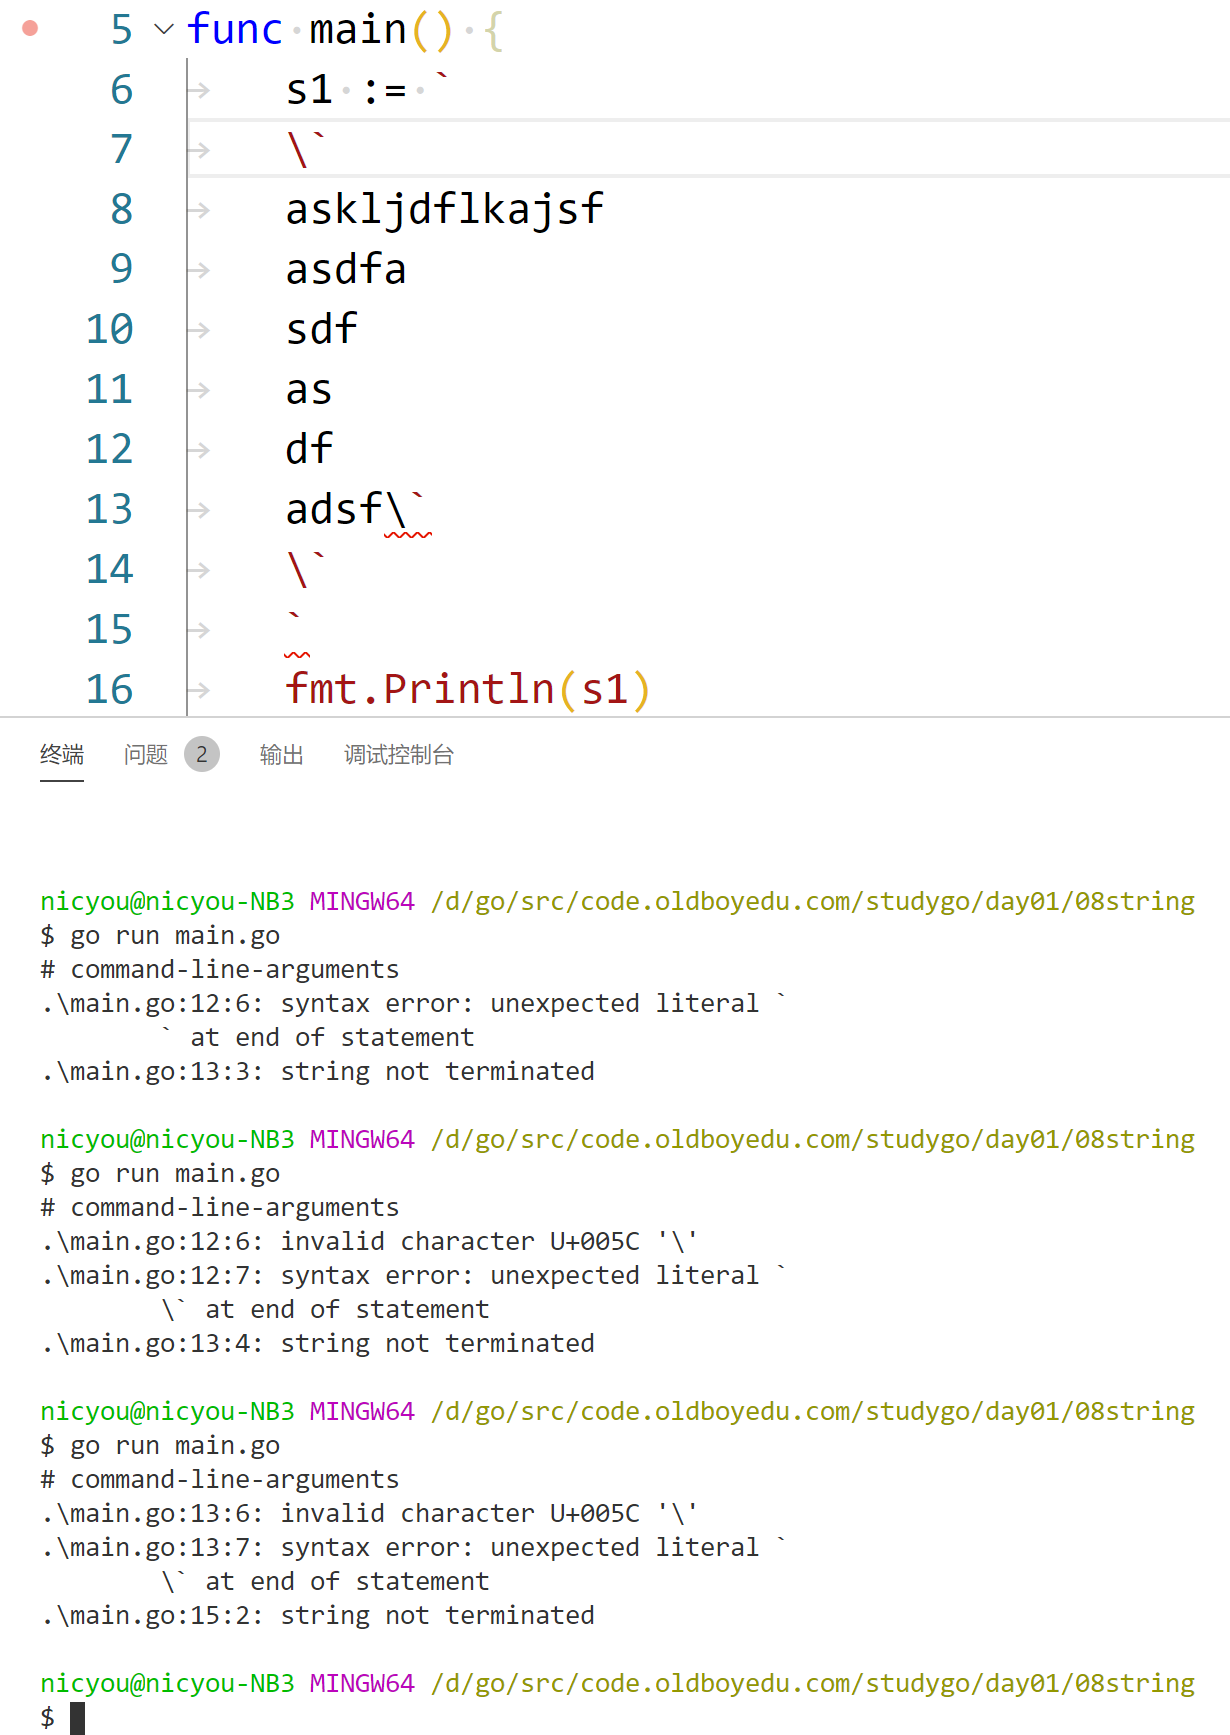 5 func main() {
6 s1 := `
7 \`
8 askljdflkajsf
9 asdfa
10 sdf
11 as
12 df
13 adsf\`
14 \`
15 `
16 fmt.Println(s1)
终端 问题 2 输出 调试控制台
nicyou@nicyou-NB3 MINGW64 /d/go/src/code.oldboyedu.com/studygo/day01/08string
$ go run main.go
# command-line-arguments
.\main.go:12:6: syntax error: unexpected literal `
` at end of statement
.\main.go:13:3: string not terminated
nicyou@nicyou-NB3 MINGW64 /d/go/src/code.oldboyedu.com/studygo/day01/08string
$ go run main.go
# command-line-arguments
.\main.go:12:6: invalid character U+005C '\'
.\main.go:12:7: syntax error: unexpected literal `
\` at end of statement
.\main.go:13:4: string not terminated
nicyou@nicyou-NB3 MINGW64 /d/go/src/code.oldboyedu.com/studygo/day01/08string
$ go run main.go
# command-line-arguments
.\main.go:13:6: invalid character U+005C '\'
.\main.go:13:7: syntax error: unexpected literal `
\` at end of statement
.\main.go:15:2: string not terminated
nicyou@nicyou-NB3 MINGW64 /d/go/src/code.oldboyedu.com/studygo/day01/08string
$